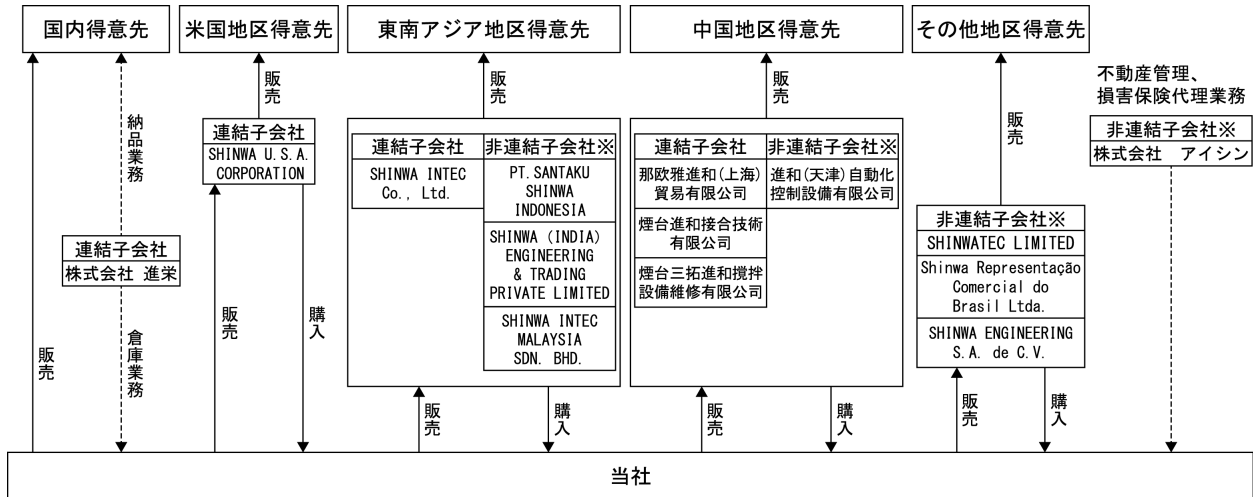 国内得意先
米国地区得意先
東南アジア地区得意先
中国地区得意先
その他地区得意先
販売
納品業務
連結子会社
株式会社 進栄
倉庫業務
販売
連結子会社
SHINWA U.S.A.
CORPORATION
販売
購入
販売
連結子会社
SHINWA INTEC
Co., Ltd.
非連結子会社※
PT. SANTAKU
SHINWA
INDONESIA
SHINWA (INDIA)
ENGINEERING
& TRADING
PRIVATE LIMITED
SHINWA INTEC
MALAYSIA
SDN. BHD.
販売
購入
販売
連結子会社
那欧雅進和(上海)
貿易有限公司
煙台進和接合技術
有限公司
煙台三拓進和撹拌
設備維修有限公司
非連結子会社※
進和(天津)自動化
控制設備有限公司
販売
購入
販売
非連結子会社※
SHINWATEC LIMITED
Shinwa Representação
Comercial do
Brasil Ltda.
SHINWA ENGINEERING
S.A. de C.V.
販売
購入
不動産管理、
損害保険代理業務
非連結子会社※
株式会社 アイシン
当社